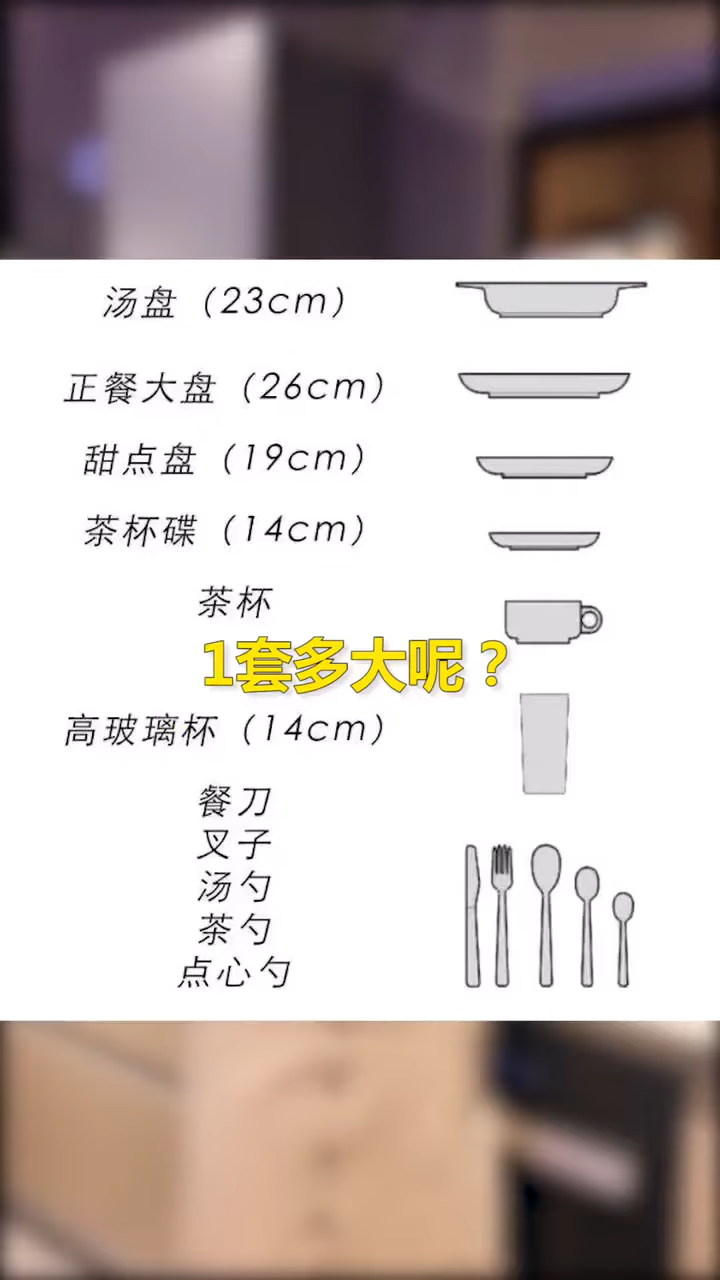 汤盘（23cm）
正餐大盘（26cm）
甜点盘（19cm）
茶杯碟（14cm）
茶杯
1套多大呢？
高玻璃杯（14cm）
餐刀
叉子
汤勺
茶勺
点心勺